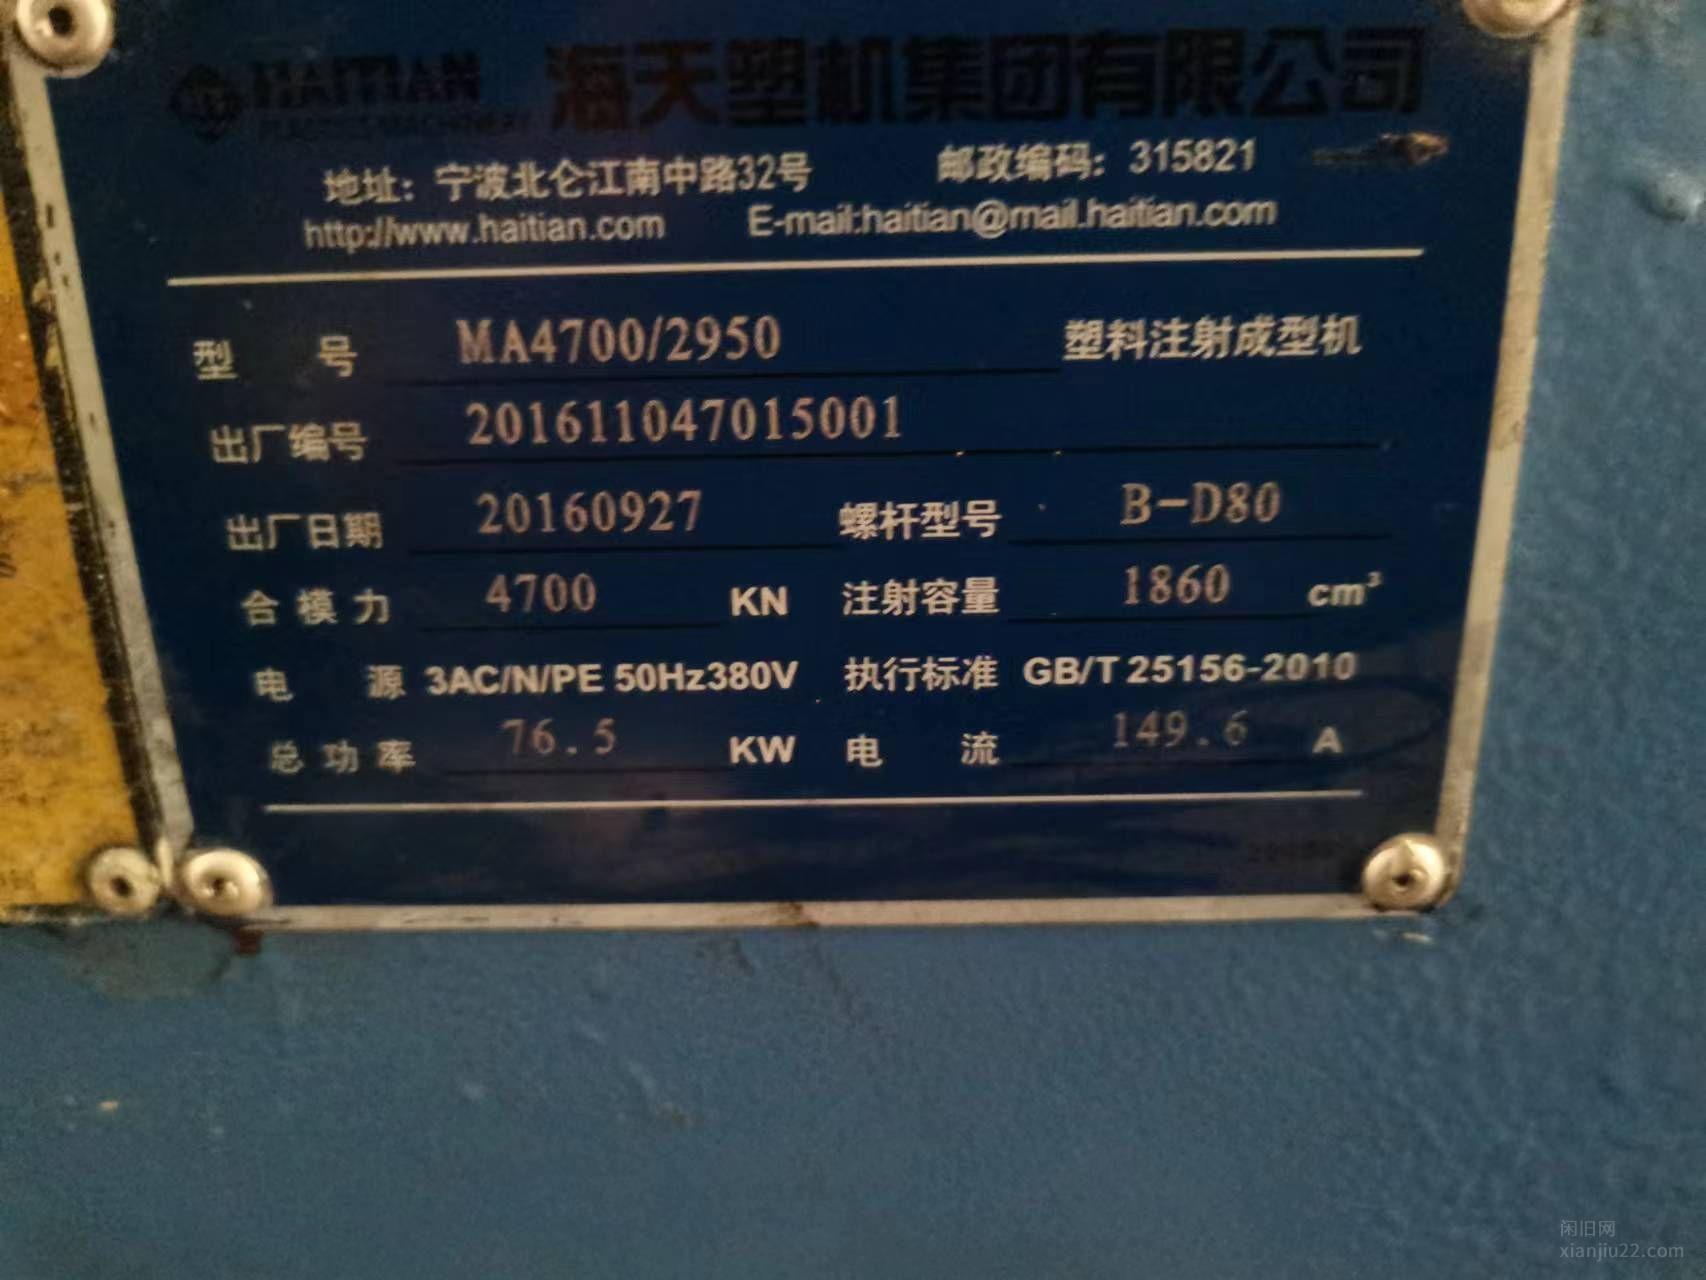 HAITIAN 海天塑机集团有限公司
PLASTICS MACHINERY
地址：宁波北仑江南中路32号 邮政编码：315821
http://www.haitian.com E-mail:haitian@mail.haitian.com
型 号 MA4700/2950 塑料注射成型机
出厂编号 201611047015001
出厂日期 20160927 螺杆型号 B-D80
合 模 力 4700 KN 注射容量 1860 cm³
电 源 3AC/N/PE 50Hz380V 执行标准 GB/T 25156-2010
总 功 率 76.5 KW 电 流 149.6 A
闲旧网
xianjiu22.com